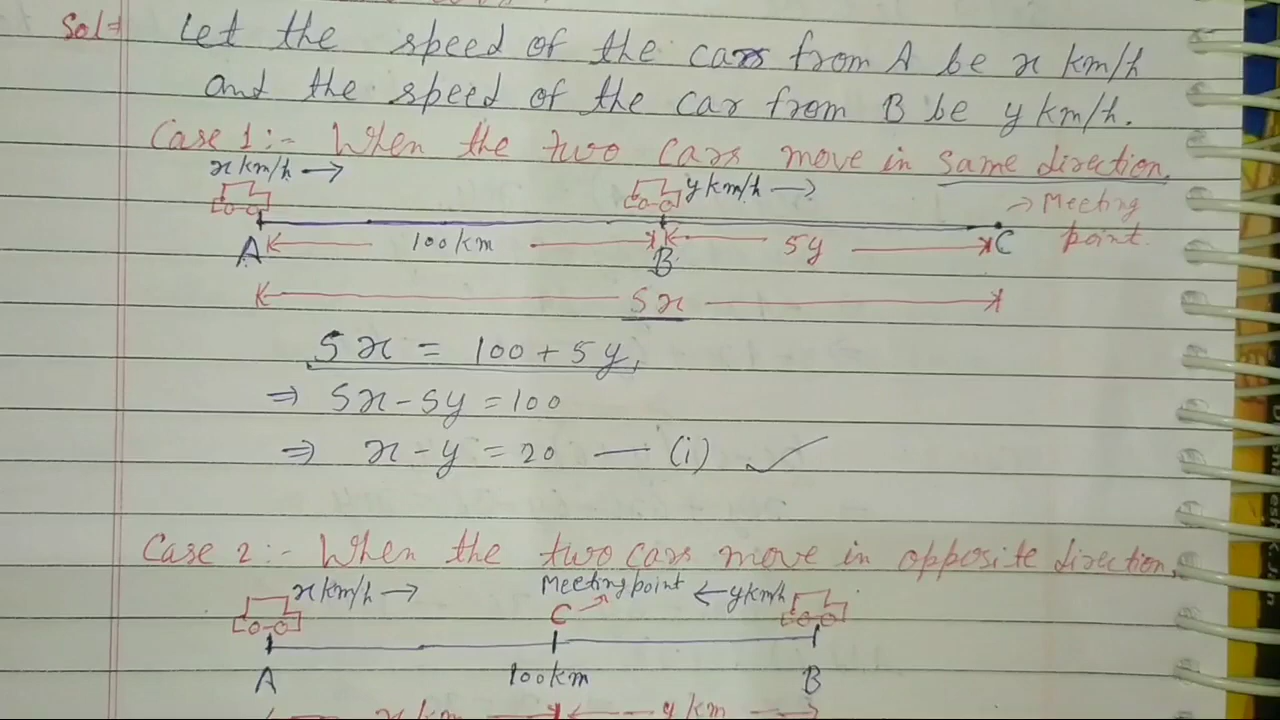 Sol⇒ Let the speed of the cars from A be x km/h
and the speed of the car from B be y km/h.
Case 1:- When the two cars move in same direction.
x km/h → y km/h →
→ Meeting
point.
A 100 km B 5y C
5x
5x = 100 + 5y,
⇒ 5x - 5y = 100
⇒ x - y = 20 — (i) ✓
Case 2:- When the two cars move in opposite direction,
x km/h → Meeting point ← y km/h
C
A 100 km B
x km y km